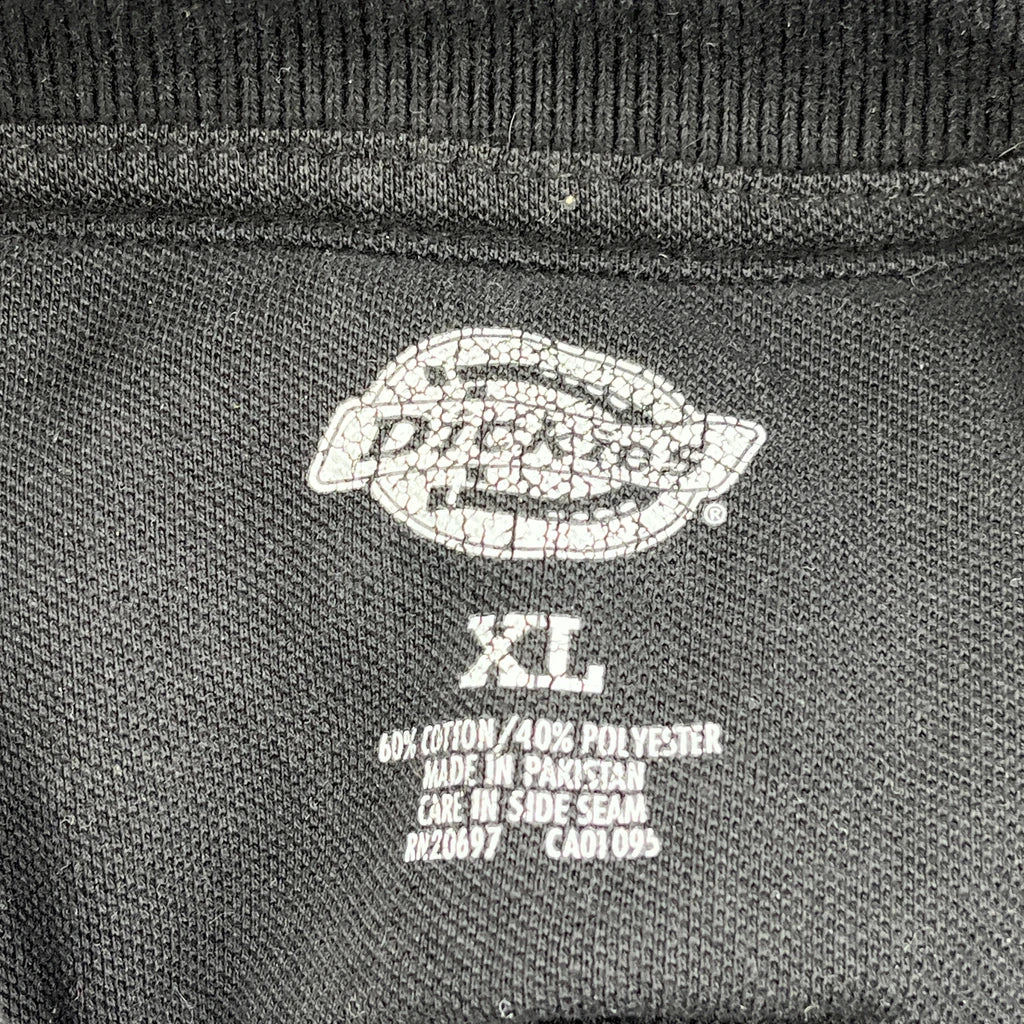 Dickies
®
XL
60% COTTON/40% POLYESTER
MADE IN PAKISTAN
CARE IN SIDE SEAM
RN20697 CA01095